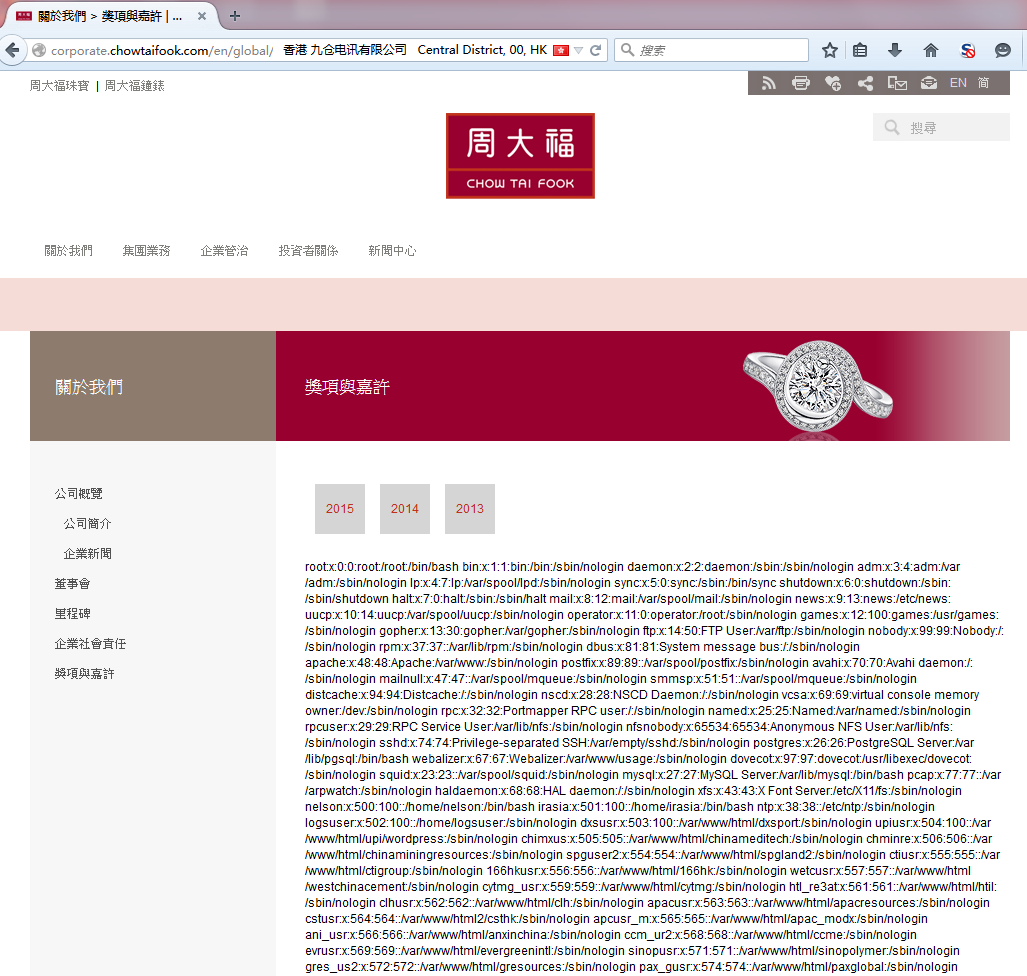 關於我們 > 獎項與嘉許 | ...
corporate.chowtaifook.com/en/global/ 香港 九仓电讯有限公司 Central District, 00, HK 搜索
周大福珠寶 | 周大福鐘錶
EN 简
搜尋
周大福
CHOW TAI FOOK
關於我們 集團業務 企業管治 投資者關係 新聞中心
關於我們
獎項與嘉許
公司概覽
公司簡介
企業新聞
董事會
里程碑
企業社會責任
獎項與嘉許
2015 2014 2013
root:x:0:0:root:/root:/bin/bash bin:x:1:1:bin:/bin:/sbin/nologin daemon:x:2:2:daemon:/sbin:/sbin/nologin adm:x:3:4:adm:/var
/adm:/sbin/nologin lp:x:4:7:lp:/var/spool/lpd:/sbin/nologin sync:x:5:0:sync:/sbin:/bin/sync shutdown:x:6:0:shutdown:/sbin:
/sbin/shutdown halt:x:7:0:halt:/sbin:/sbin/halt mail:x:8:12:mail:/var/spool/mail:/sbin/nologin news:x:9:13:news:/etc/news:
uucp:x:10:14:uucp:/var/spool/uucp:/sbin/nologin operator:x:11:0:operator:/root:/sbin/nologin games:x:12:100:games:/usr/games:
/sbin/nologin gopher:x:13:30:gopher:/var/gopher:/sbin/nologin ftp:x:14:50:FTP User:/var/ftp:/sbin/nologin nobody:x:99:99:Nobody:/:
/sbin/nologin rpm:x:37:37::/var/lib/rpm:/sbin/nologin dbus:x:81:81:System message bus:/:/sbin/nologin
apache:x:48:48:Apache:/var/www:/sbin/nologin postfix:x:89:89::/var/spool/postfix:/sbin/nologin avahi:x:70:70:Avahi daemon:/:
/sbin/nologin mailnull:x:47:47::/var/spool/mqueue:/sbin/nologin smmsp:x:51:51::/var/spool/mqueue:/sbin/nologin
distcache:x:94:94:Distcache:/:/sbin/nologin nscd:x:28:28:NSCD Daemon:/:/sbin/nologin vcsa:x:69:69:virtual console memory
owner:/dev:/sbin/nologin rpc:x:32:32:Portmapper RPC user:/:/sbin/nologin named:x:25:25:Named:/var/named:/sbin/nologin
rpcuser:x:29:29:RPC Service User:/var/lib/nfs:/sbin/nologin nfsnobody:x:65534:65534:Anonymous NFS User:/var/lib/nfs:
/sbin/nologin sshd:x:74:74:Privilege-separated SSH:/var/empty/sshd:/sbin/nologin postgres:x:26:26:PostgreSQL Server:/var
/lib/pgsql:/bin/bash webalizer:x:67:67:Webalizer:/var/www/usage:/sbin/nologin dovecot:x:97:97:dovecot:/usr/libexec/dovecot:
/sbin/nologin squid:x:23:23::/var/spool/squid:/sbin/nologin mysql:x:27:27:MySQL Server:/var/lib/mysql:/bin/bash pcap:x:77:77::/var
/arpwatch:/sbin/nologin haldaemon:x:68:68:HAL daemon:/:/sbin/nologin xfs:x:43:43:X Font Server:/etc/X11/fs:/sbin/nologin
nelson:x:500:100::/home/nelson:/bin/bash irasia:x:501:100::/home/irasia:/bin/bash ntp:x:38:38::/etc/ntp:/sbin/nologin
logsuser:x:502:100::/home/logsuser:/sbin/nologin dxsusr:x:503:100::/var/www/html/dxsport:/sbin/nologin upiusr:x:504:100::/var
/www/html/upi/wordpress:/sbin/nologin chimxus:x:505:505::/var/www/html/chinameditech:/sbin/nologin chminre:x:506:506::/var
/www/html/chinaminingresources:/sbin/nologin spguser2:x:554:554::/var/www/html/spgland2:/sbin/nologin ctiusr:x:555:555::/var
/www/html/ctigroup:/sbin/nologin 166hkusr:x:556:556::/var/www/html/166hk:/sbin/nologin wetcusr:x:557:557::/var/www/html
/westchinacement:/sbin/nologin cytmg_usr:x:559:559::/var/www/html/cytmg:/sbin/nologin htl_re3at:x:561:561::/var/www/html/htil:
/sbin/nologin clhusr:x:562:562::/var/www/html/clh:/sbin/nologin apacusr:x:563:563::/var/www/html/apacresources:/sbin/nologin
cstusr:x:564:564::/var/www/html2/csthk:/sbin/nologin apcusr_m:x:565:565::/var/www/html/apac_modx:/sbin/nologin
ani_usr:x:566:566::/var/www/html/anxinchina:/sbin/nologin ccm_ur2:x:568:568::/var/www/html/ccme:/sbin/nologin
evrusr:x:569:569::/var/www/html/evergreenintl:/sbin/nologin sinopusr:x:571:571::/var/www/html/sinopolymer:/sbin/nologin
gres_us2:x:572:572::/var/www/html/gresources:/sbin/nologin pax_gusr:x:574:574::/var/www/html/paxglobal:/sbin/nologin